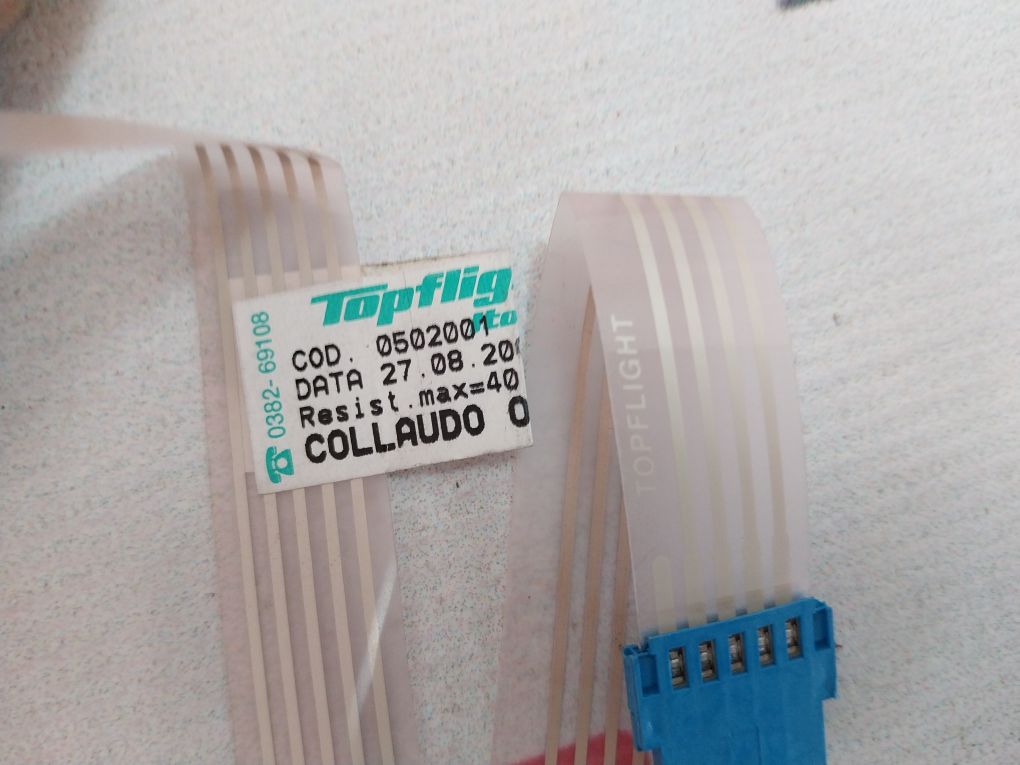 Topflig
COD. 0502001
DATA 27.08.20
Resist.max=40
COLLAUDO
0382-69108
TOPFLIGHT